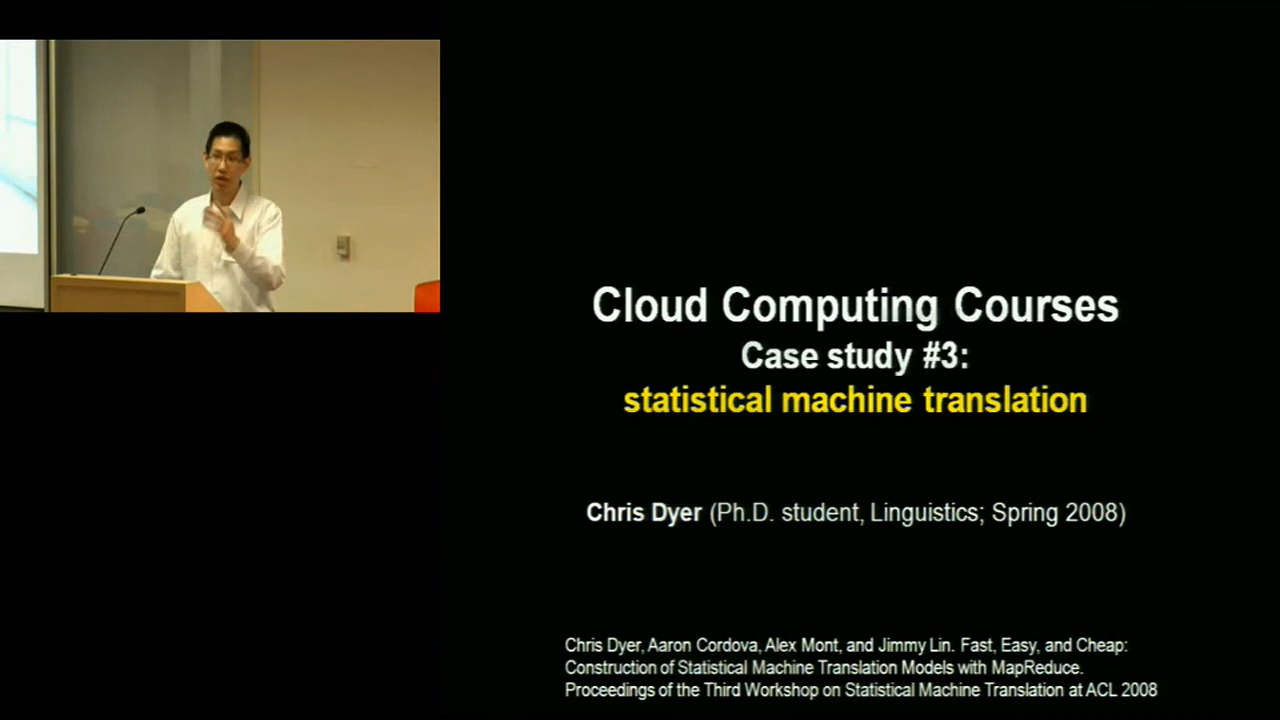 Cloud Computing Courses
Case study #3:
statistical machine translation
Chris Dyer (Ph.D. student, Linguistics; Spring 2008)
Chris Dyer, Aaron Cordova, Alex Mont, and Jimmy Lin. Fast, Easy, and Cheap:
Construction of Statistical Machine Translation Models with MapReduce.
Proceedings of the Third Workshop on Statistical Machine Translation at ACL 2008